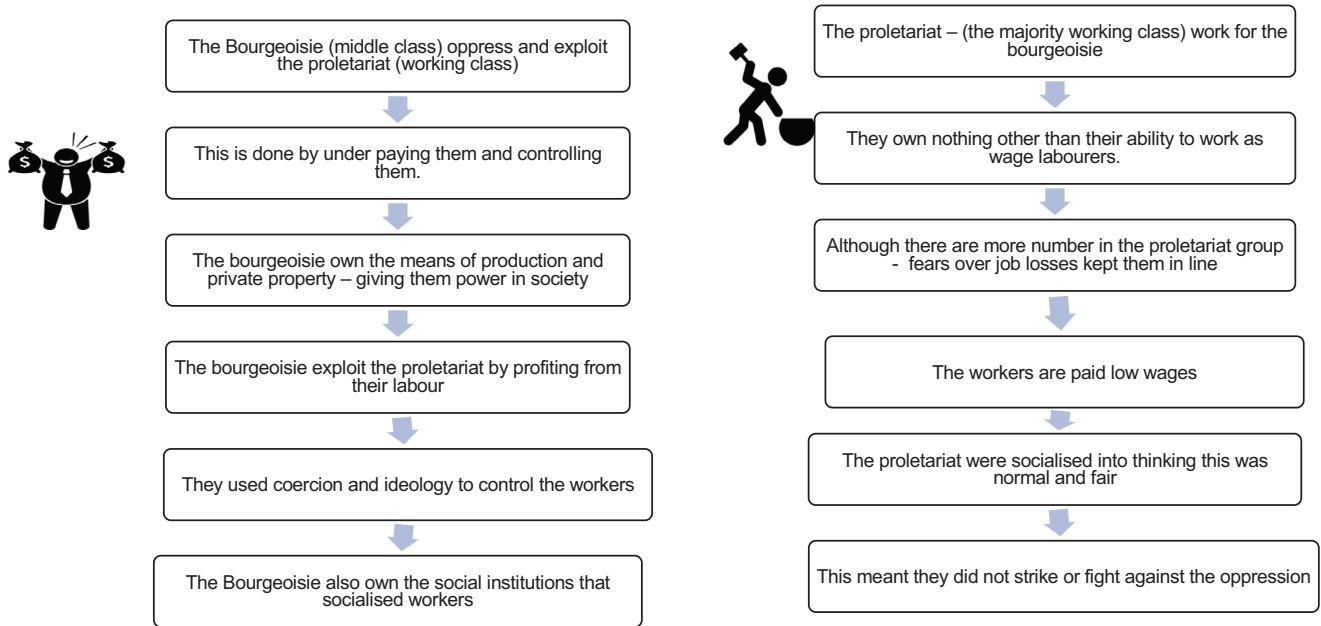 The Bourgeoisie (middle class) oppress and exploit
the proletariat (working class)
This is done by under paying them and controlling
them.
The bourgeoisie own the means of production and
private property – giving them power in society
The bourgeoisie exploit the proletariat by profiting from
their labour
They used coercion and ideology to control the workers
The Bourgeoisie also own the social institutions that
socialised workers
The proletariat – (the majority working class) work for the
bourgeoisie
They own nothing other than their ability to work as
wage labourers.
Although there are more number in the proletariat group
- fears over job losses kept them in line
The workers are paid low wages
The proletariat were socialised into thinking this was
normal and fair
This meant they did not strike or fight against the oppression
$ $